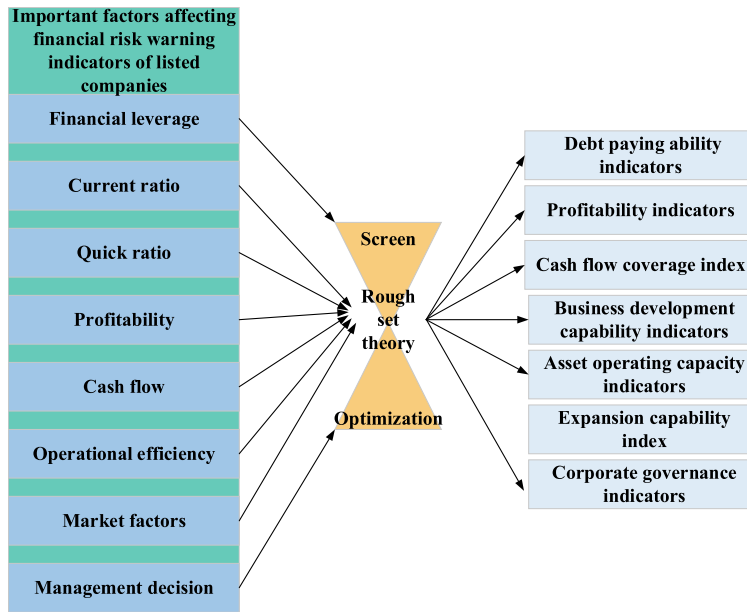 Important factors affecting
financial risk warning
indicators of listed
companies
Financial leverage
Current ratio
Quick ratio
Profitability
Cash flow
Operational efficiency
Market factors
Management decision
Screen
Rough
set
theory
Optimization
Debt paying ability
indicators
Profitability indicators
Cash flow coverage index
Business development
capability indicators
Asset operating capacity
indicators
Expansion capability
index
Corporate governance
indicators